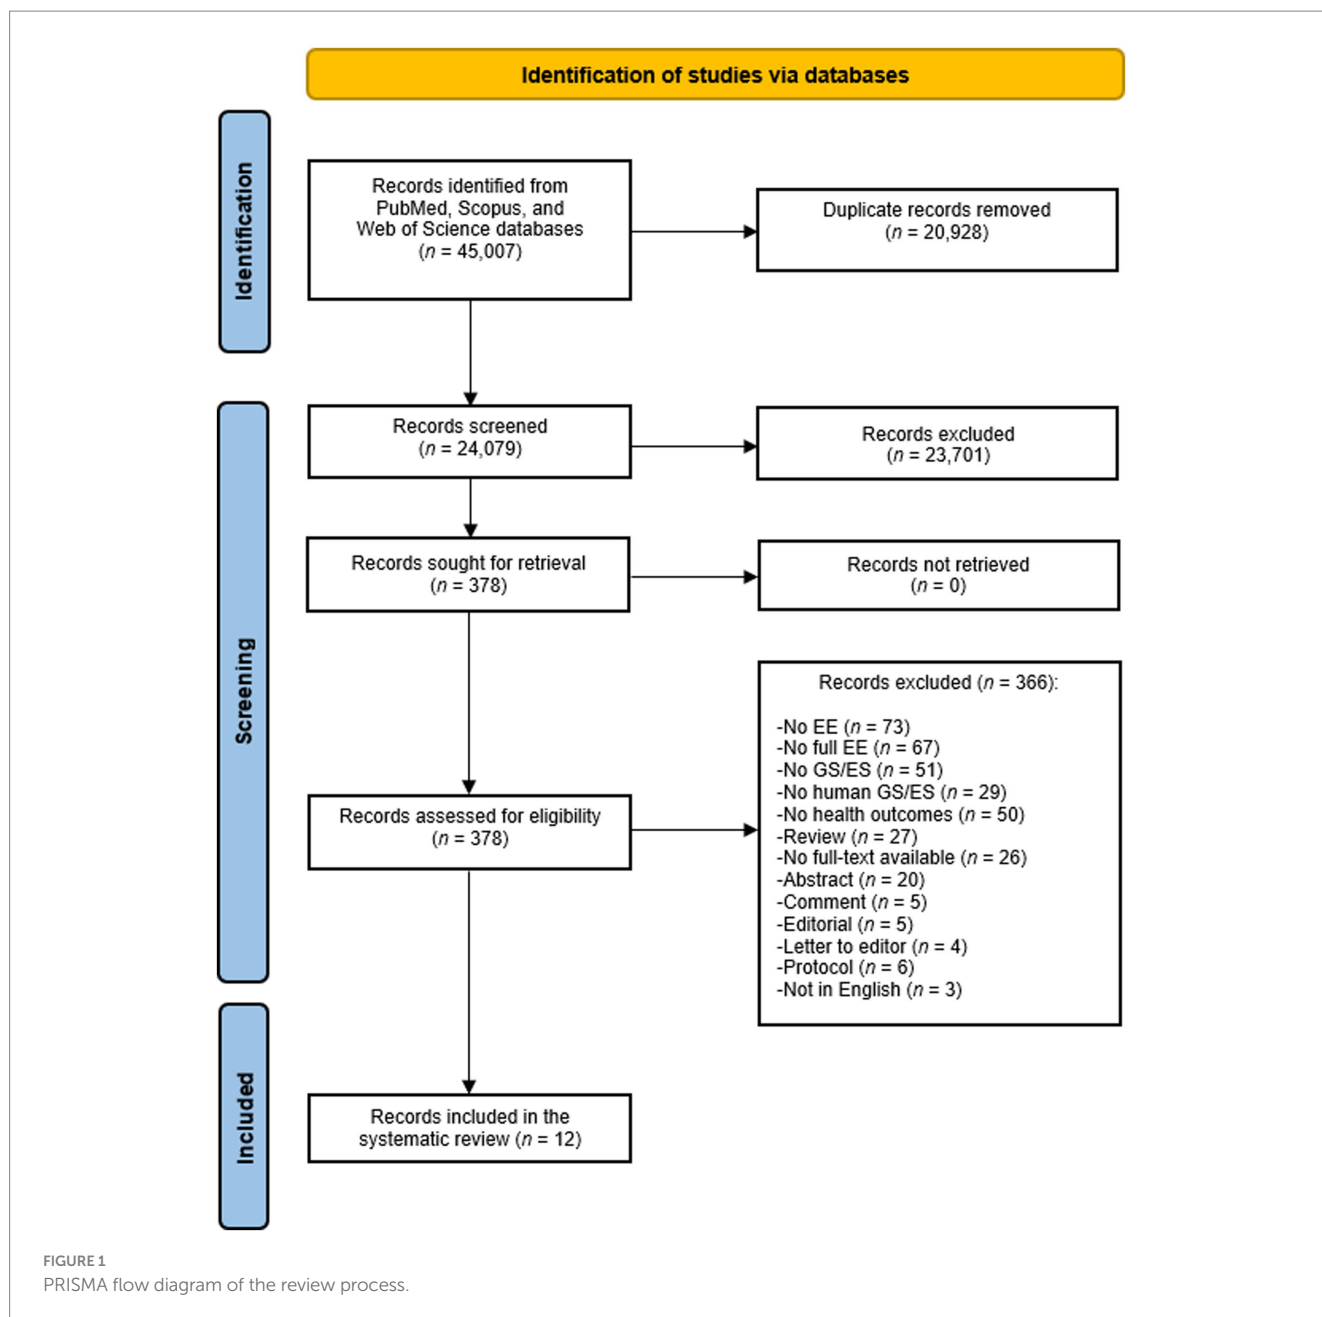 Identification of studies via databases
Identification
Records identified from
PubMed, Scopus, and
Web of Science databases
(n = 45,007)
Duplicate records removed
(n = 20,928)
Screening
Records screened
(n = 24,079)
Records excluded
(n = 23,701)
Records sought for retrieval
(n = 378)
Records not retrieved
(n = 0)
Records assessed for eligibility
(n = 378)
Records excluded (n = 366):
-No EE (n = 73)
-No full EE (n = 67)
-No GS/ES (n = 51)
-No human GS/ES (n = 29)
-No health outcomes (n = 50)
-Review (n = 27)
-No full-text available (n = 26)
-Abstract (n = 20)
-Comment (n = 5)
-Editorial (n = 5)
-Letter to editor (n = 4)
-Protocol (n = 6)
-Not in English (n = 3)
Included
Records included in the
systematic review (n = 12)
FIGURE 1
PRISMA flow diagram of the review process.